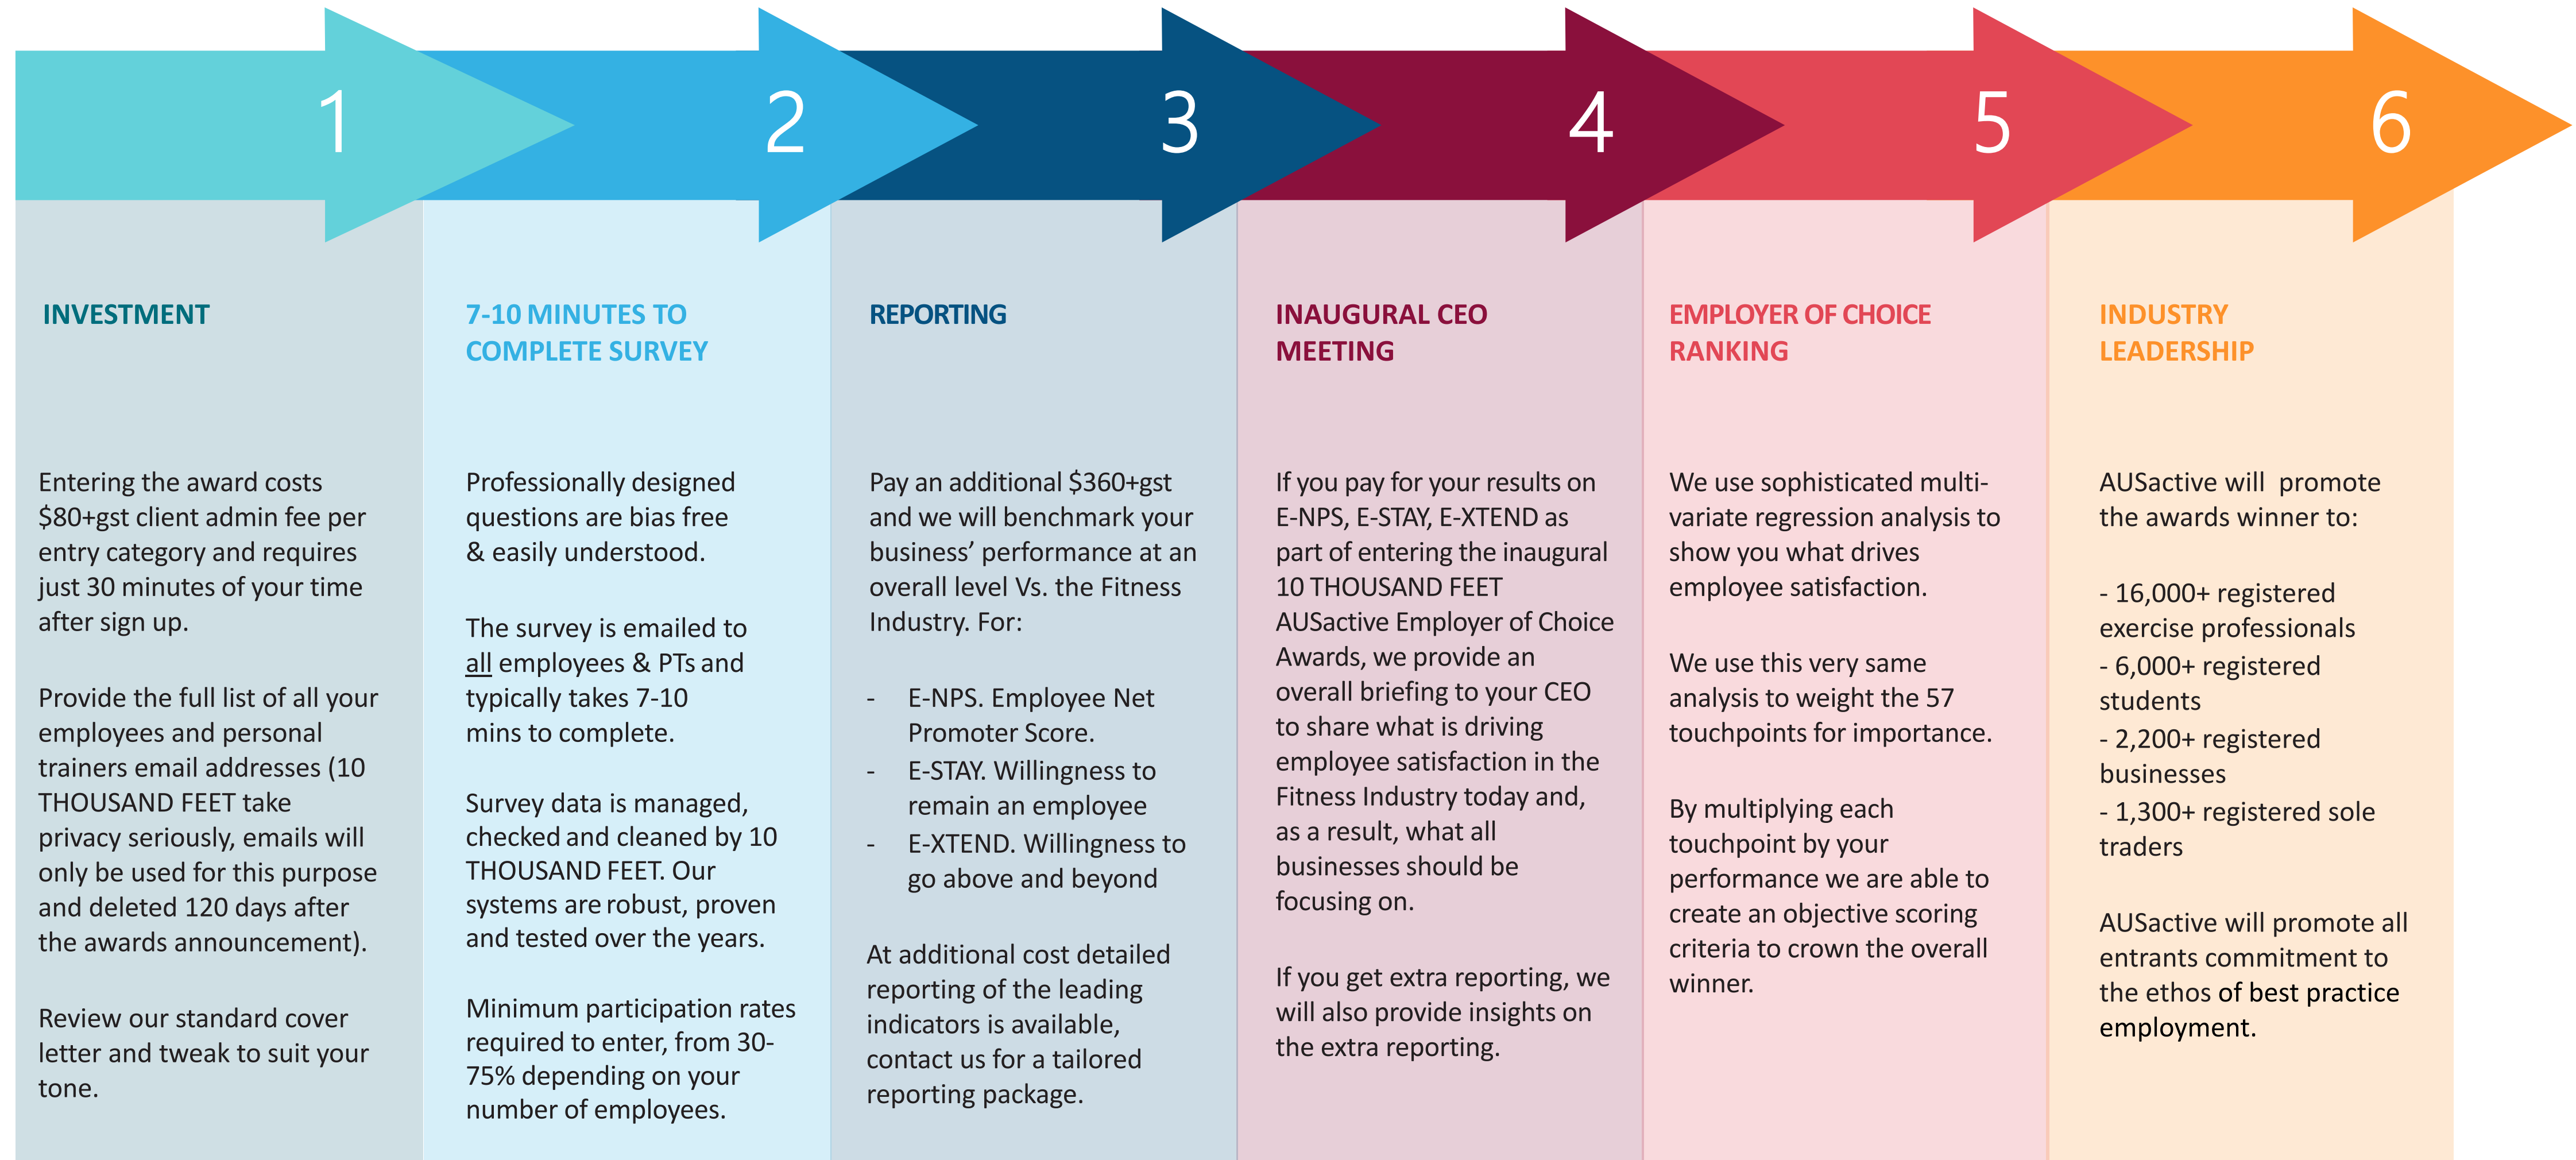 1
2
3
4
5
6
INVESTMENT
Entering the award costs
$80+gst client admin fee per
entry category and requires
just 30 minutes of your time
after sign up.
Provide the full list of all your
employees and personal
trainers email addresses (10
THOUSAND FEET take
privacy seriously, emails will
only be used for this purpose
and deleted 120 days after
the awards announcement).
Review our standard cover
letter and tweak to suit your
tone.
7-10 MINUTES TO
COMPLETE SURVEY
Professionally designed
questions are bias free
& easily understood.
The survey is emailed to
all employees & PTs and
typically takes 7-10
mins to complete.
Survey data is managed,
checked and cleaned by 10
THOUSAND FEET. Our
systems are robust, proven
and tested over the years.
Minimum participation rates
required to enter, from 30-
75% depending on your
number of employees.
REPORTING
Pay an additional $360+gst
and we will benchmark your
business’ performance at an
overall level Vs. the Fitness
Industry. For:
- E-NPS. Employee Net
Promoter Score.
- E-STAY. Willingness to
remain an employee
- E-XTEND. Willingness to
go above and beyond
At additional cost detailed
reporting of the leading
indicators is available,
contact us for a tailored
reporting package.
INAUGURAL CEO
MEETING
If you pay for your results on
E-NPS, E-STAY, E-XTEND as
part of entering the inaugural
10 THOUSAND FEET
AUSactive Employer of Choice
Awards, we provide an
overall briefing to your CEO
to share what is driving
employee satisfaction in the
Fitness Industry today and,
as a result, what all
businesses should be
focusing on.
If you get extra reporting, we
will also provide insights on
the extra reporting.
EMPLOYER OF CHOICE
RANKING
We use sophisticated multi-
variate regression analysis to
show you what drives
employee satisfaction.
We use this very same
analysis to weight the 57
touchpoints for importance.
By multiplying each
touchpoint by your
performance we are able to
create an objective scoring
criteria to crown the overall
winner.
INDUSTRY
LEADERSHIP
AUSactive will promote
the awards winner to:
- 16,000+ registered
exercise professionals
- 6,000+ registered
students
- 2,200+ registered
businesses
- 1,300+ registered sole
traders
AUSactive will promote all
entrants commitment to
the ethos of best practice
employment.